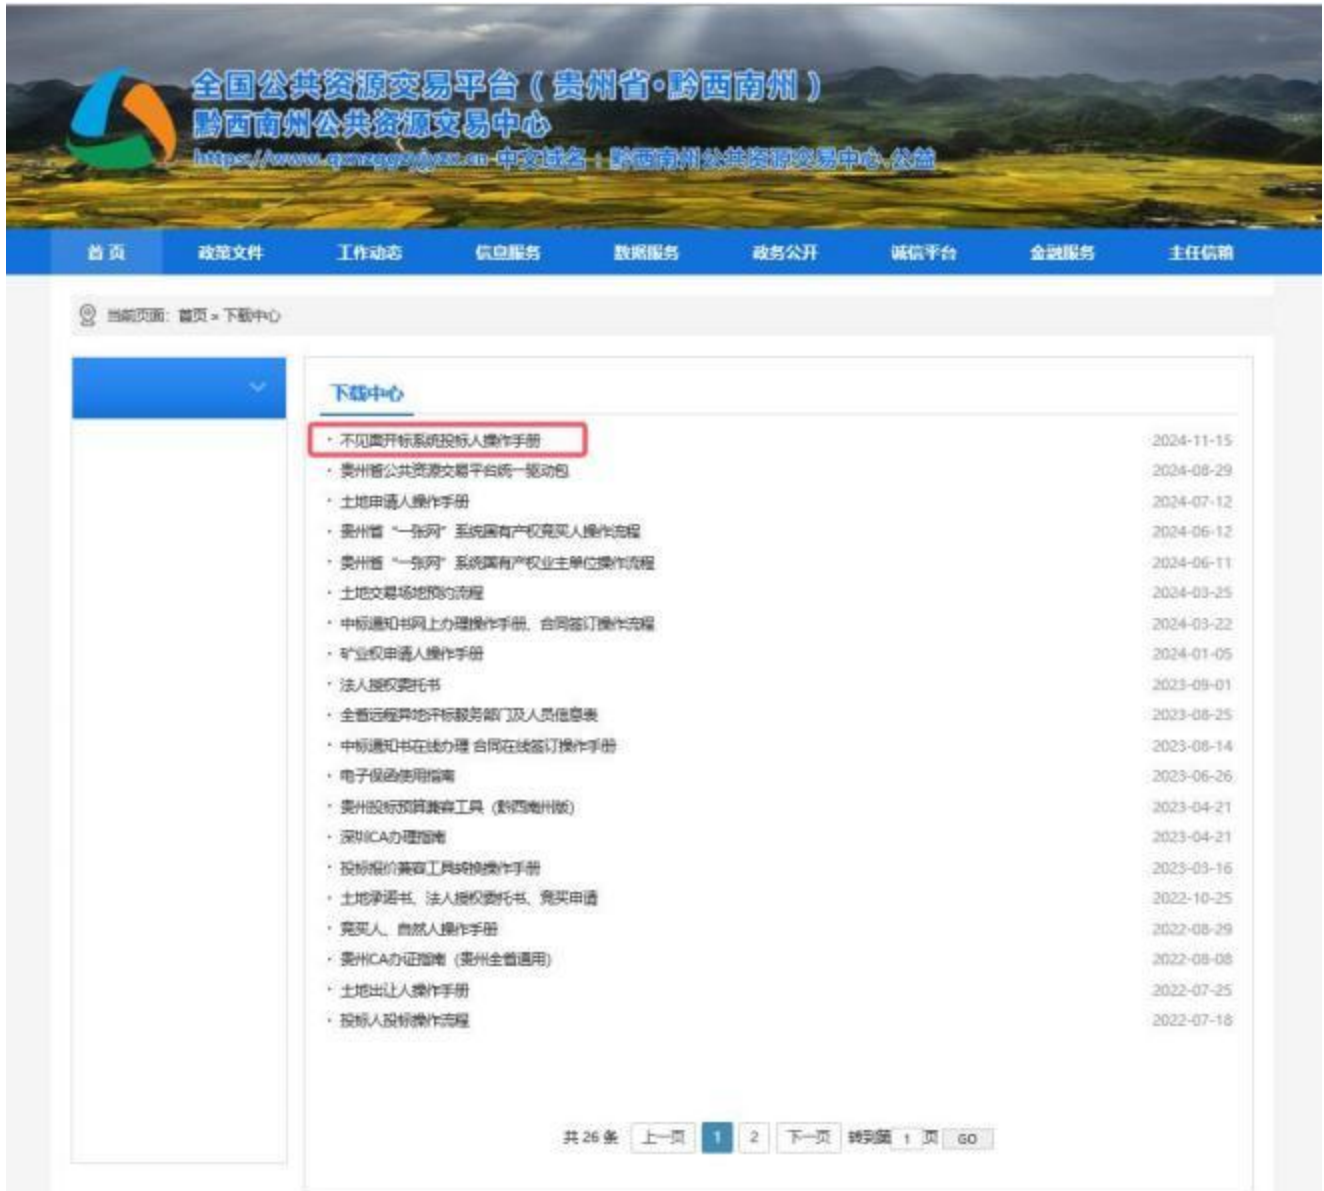 全国公共资源交易平台（贵州省•黔西南州）
黔西南州公共资源交易中心
中文域名：黔西南州公共资源交易中心.公益
首页 政策文件 工作动态 信息服务 数据服务 政务公开 诚信平台 金融服务 主任信箱
当前页面：首页 » 下载中心
下载中心
· 不见面开标系统投标人操作手册 2024-11-15
· 贵州省公共资源交易平台统一驱动包 2024-08-29
· 土地申请人操作手册 2024-07-12
· 贵州省“一张网”系统国有产权竞买人操作流程 2024-06-12
· 贵州省“一张网”系统国有产权业主单位操作流程 2024-06-11
· 土地交易场地预约流程 2024-03-25
· 中标通知书网上办理操作手册、合同签订操作流程 2024-03-22
· 矿业权申请人操作手册 2024-01-05
· 法人授权委托书 2023-09-01
· 全省远程异地评标服务部门及人员信息表 2023-08-25
· 中标通知书在线办理 合同在线签订操作手册 2023-08-14
· 电子保函使用指南 2023-06-26
· 贵州投标预算兼容工具（黔西南州版） 2023-04-21
· 深圳CA办理指南 2023-04-21
· 投标报价兼容工具转换操作手册 2023-03-16
· 土地承诺书、法人授权委托书、竞买申请 2022-10-25
· 竞买人、自然人操作手册 2022-08-29
· 贵州CA办证指南（贵州全省通用） 2022-08-08
· 土地出让人操作手册 2022-07-25
· 投标人投标操作流程 2022-07-18
共 26 条 上一页 1 2 下一页 转到第 1 页 GO